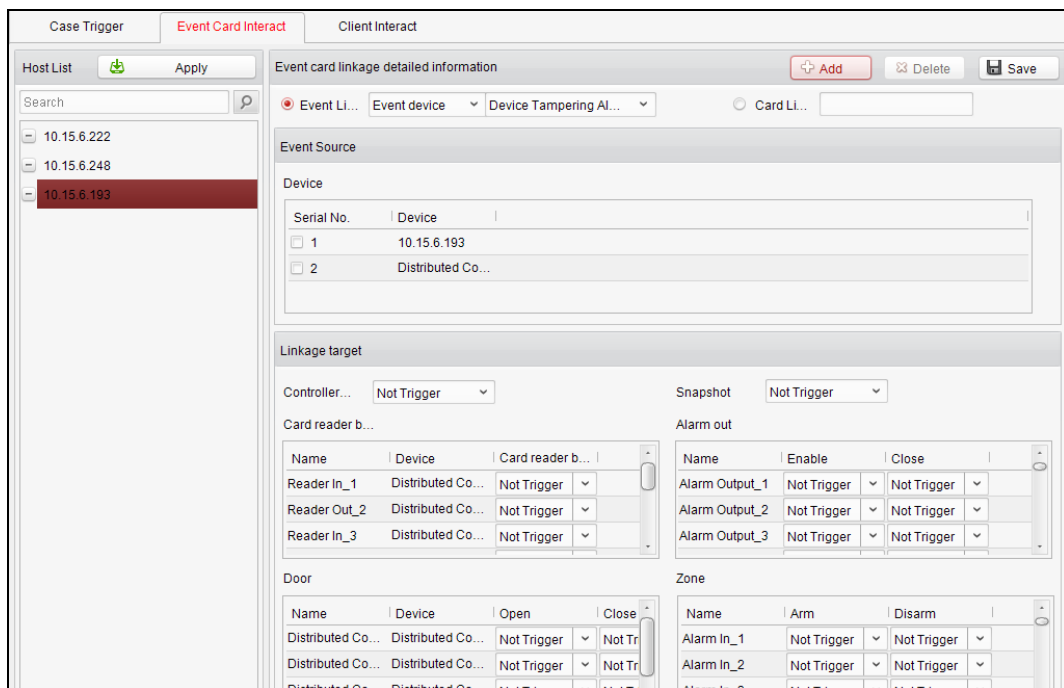 Case Trigger Event Card Interact Client Interact
Host List Apply
Search
10.15.6.222
10.15.6.248
10.15.6.193
Event card linkage detailed information Add Delete Save
Event Li... Event device Device Tampering Al... Card Li...
Event Source
Device
Serial No. Device
1 10.15.6.193
2 Distributed Co...
Linkage target
Controller... Not Trigger Snapshot Not Trigger
Card reader b... Alarm out
Name Device Card reader b... Name Enable Close
Reader In_1 Distributed Co... Not Trigger Alarm Output_1 Not Trigger Not Trigger
Reader Out_2 Distributed Co... Not Trigger Alarm Output_2 Not Trigger Not Trigger
Reader In_3 Distributed Co... Not Trigger Alarm Output_3 Not Trigger Not Trigger
Door Zone
Name Device Open Close Name Arm Disarm
Distributed Co... Distributed Co... Not Trigger Not Tr Alarm In_1 Not Trigger Not Trigger
Distributed Co... Distributed Co... Not Trigger Not Tr Alarm In_2 Not Trigger Not Trigger